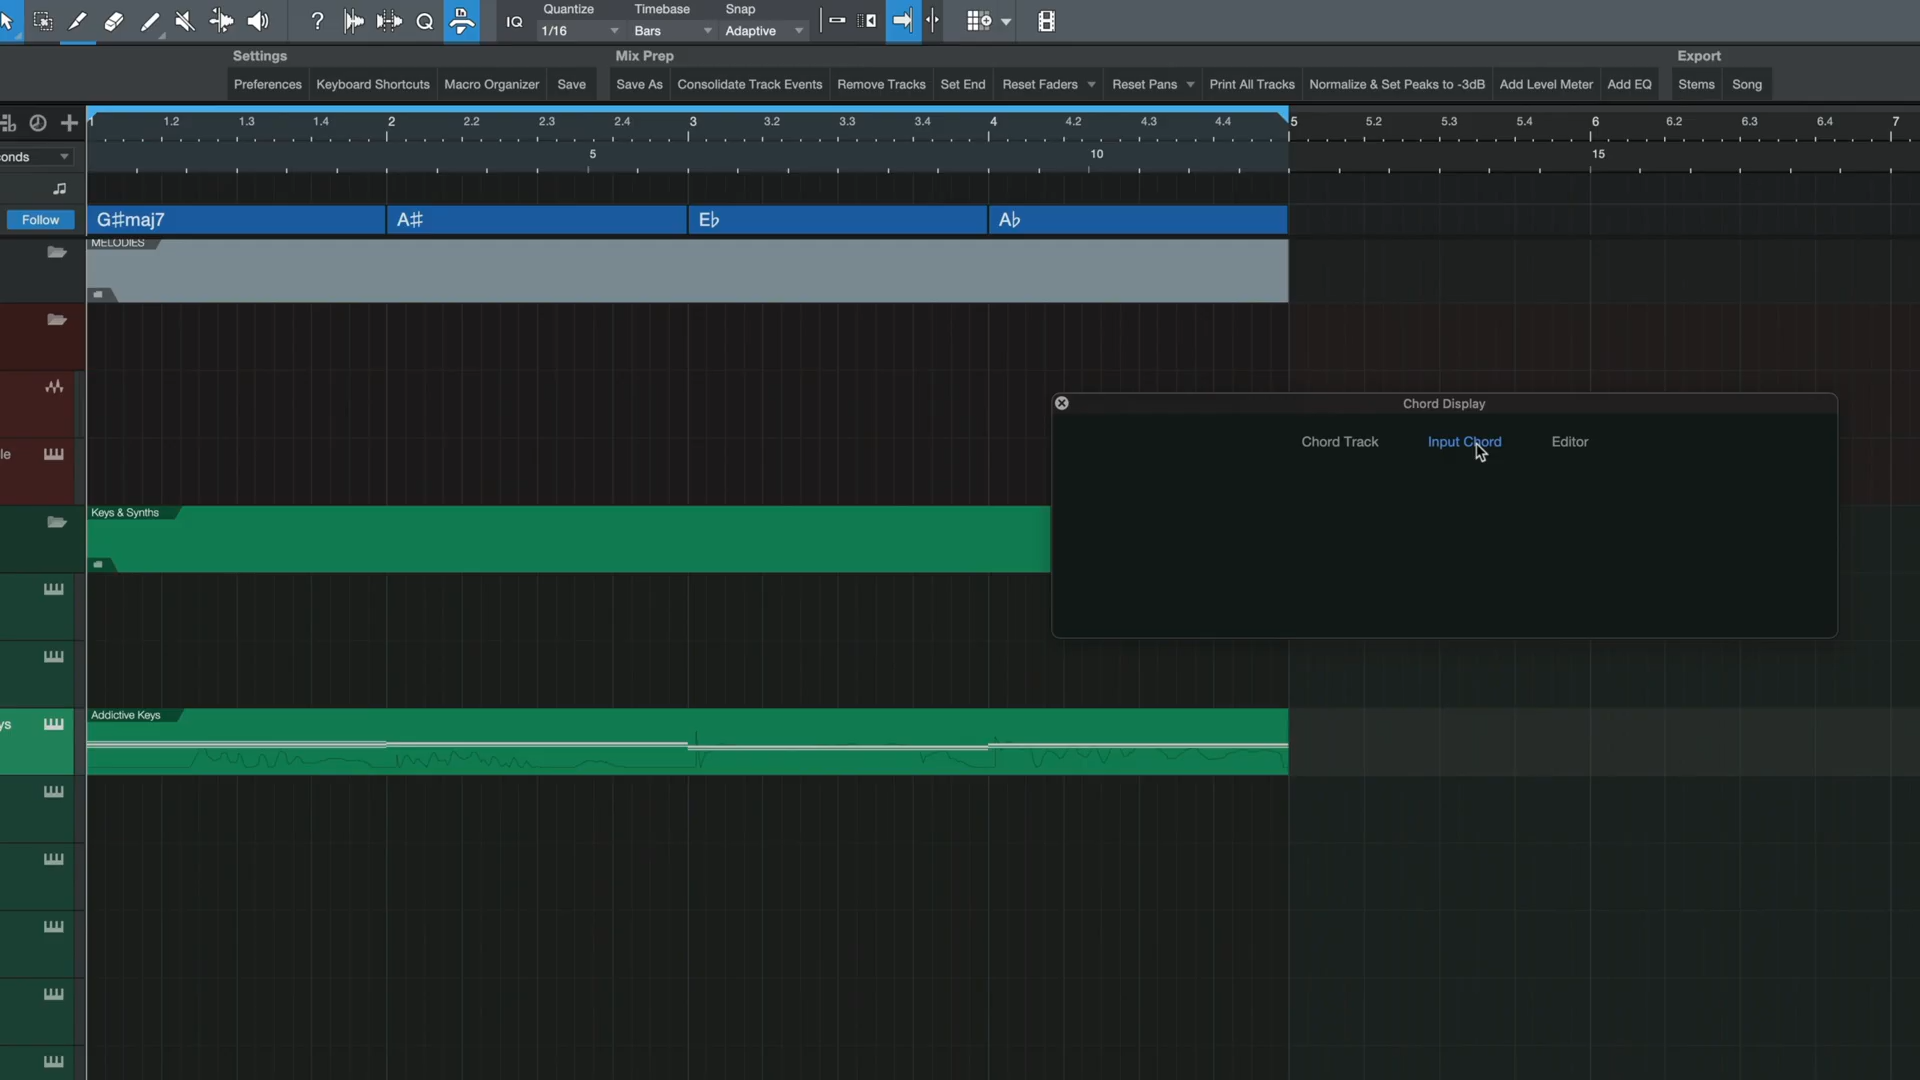 Quantize Timebase Snap
? IQ 1/16 Bars Adaptive
Settings Mix Prep Export
Preferences Keyboard Shortcuts Macro Organizer Save Save As Consolidate Track Events Remove Tracks Set End Reset Faders Reset Pans Print All Tracks Normalize & Set Peaks to -3dB Add Level Meter Add EQ Stems Song
1 1.2 1.3 1.4 2 2.2 2.3 2.4 3 3.2 3.3 3.4 4 4.2 4.3 4.4 5 5.2 5.3 5.4 6 6.2 6.3 6.4 7
onds 5 10 15
Follow G♯maj7 A♯ E♭ A♭
MELODIES
Chord Display
Chord Track Input Chord Editor
le
Keys & Synths
Addictive Keys
ys